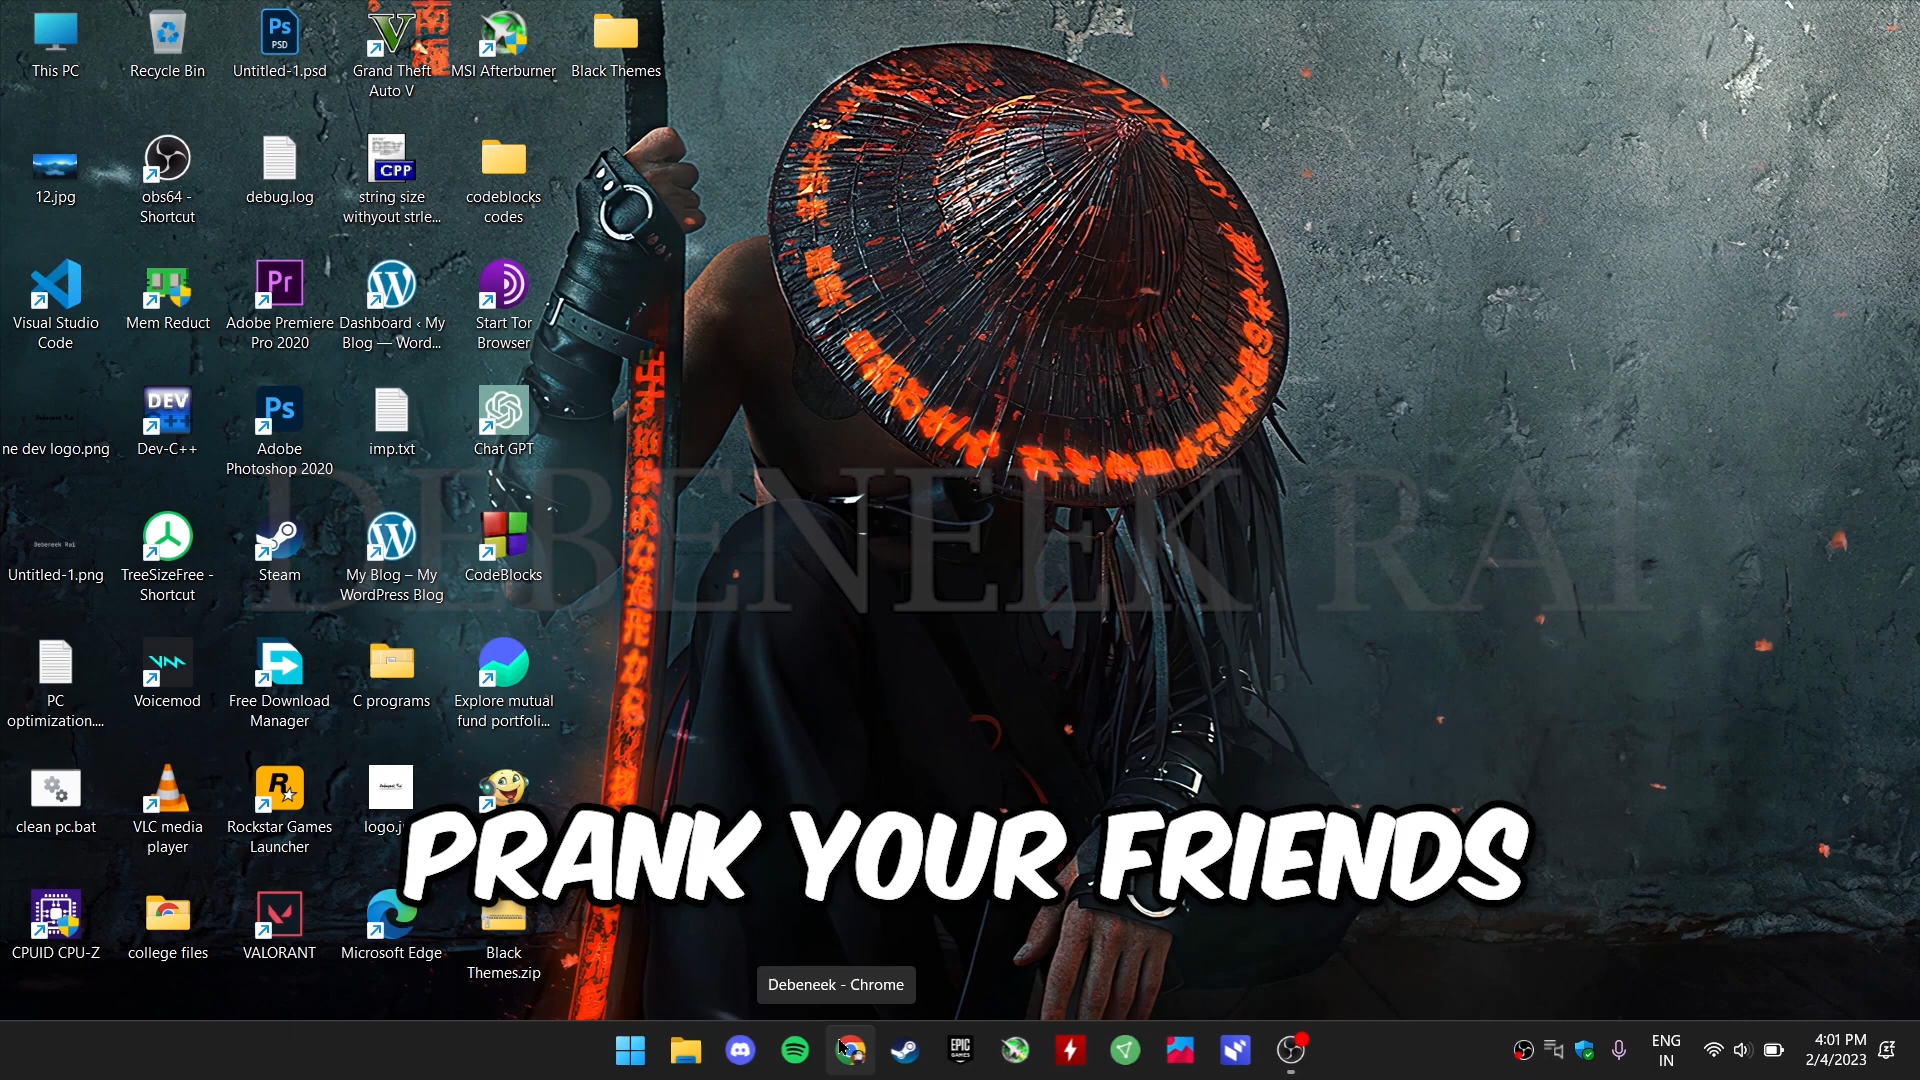 This PC
Recycle Bin
Untitled-1.psd
Grand Theft
Auto V
MSI Afterburner
Black Themes
12.jpg
obs64 -
Shortcut
debug.log
string size
withyout strle...
codeblocks
codes
Visual Studio
Code
Mem Reduct
Adobe Premiere
Pro 2020
Dashboard ‹ My
Blog — Word...
Start Tor
Browser
ne dev logo.png
Dev-C++
Adobe
Photoshop 2020
imp.txt
Chat GPT
DEBENEEK RAI
Untitled-1.png
TreeSizeFree -
Shortcut
Steam
My Blog – My
WordPress Blog
CodeBlocks
PC
optimization....
Voicemod
Free Download
Manager
C programs
Explore mutual
fund portfoli...
clean pc.bat
VLC media
player
Rockstar Games
Launcher
PRANK YOUR FRIENDS
CPUID CPU-Z
college files
VALORANT
Microsoft Edge
Black
Themes.zip
Debeneek - Chrome
ENG
IN
4:01 PM
2/4/2023